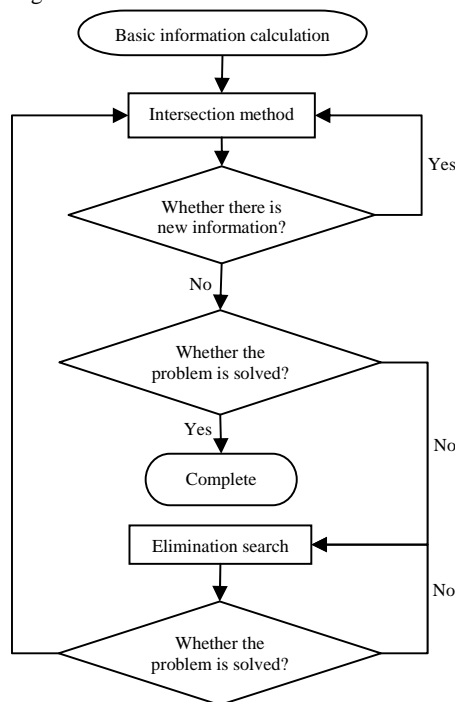 Basic information calculation
Intersection method
Yes
Whether there is
new information?
No
Whether the
problem is solved?
Yes
No
Complete
Elimination search
No
Whether the
problem is solved?